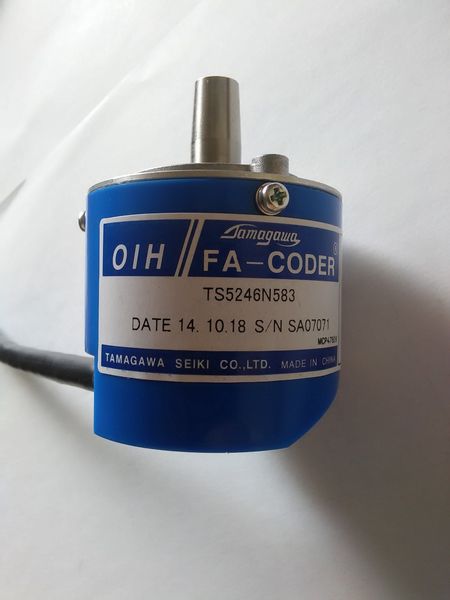 Tamagawa
OIH // FA-CODER®
TS5246N583
DATE 14. 10.18 S/N SA07071
TAMAGAWA SEIKI CO.,LTD. MADE IN CHINA